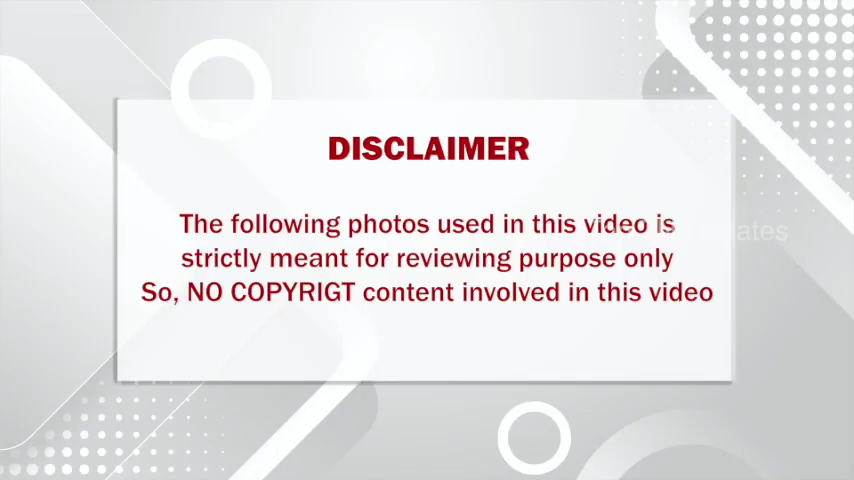 DISCLAIMER
The following photos used in this video is
strictly meant for reviewing purpose only
So, NO COPYRIGT content involved in this video